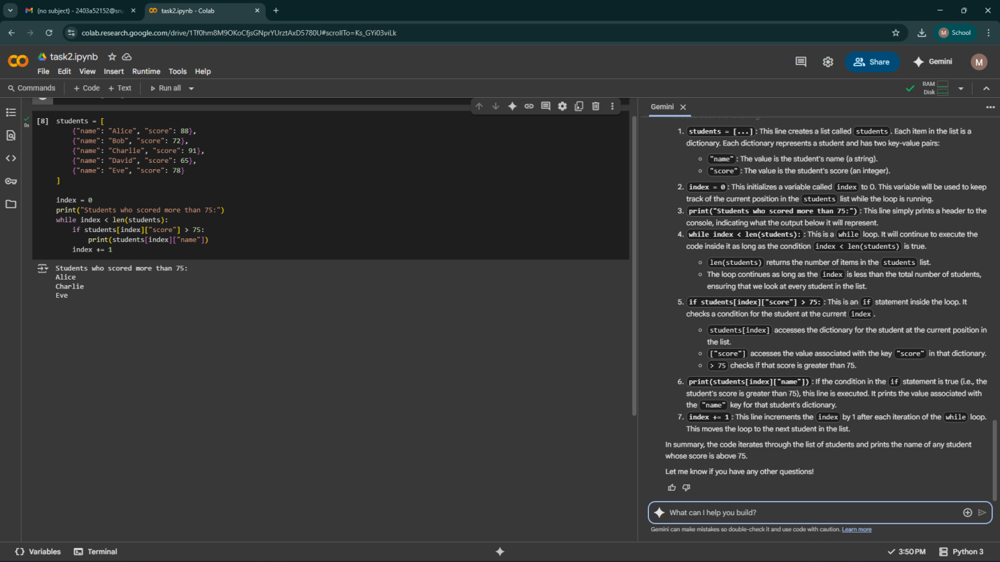 (no subject) - 2403a52152@sru
task2.ipynb - Colab
colab.research.google.com/drive/1Tf0hm8M9OKoCfjsGNprYUrztAxD5780U#scrollTo=Ks_GYi03viLk
M School
task2.ipynb
File Edit View Insert Runtime Tools Help
Share
Gemini
M
Commands + Code + Text Run all
RAM
Disk
[8]
0s
students = [
{"name": "Alice", "score": 88},
{"name": "Bob", "score": 72},
{"name": "Charlie", "score": 91},
{"name": "David", "score": 65},
{"name": "Eve", "score": 78}
]
index = 0
print("Students who scored more than 75:")
while index < len(students):
if students[index]["score"] > 75:
print(students[index]["name"])
index += 1
Students who scored more than 75:
Alice
Charlie
Eve
Gemini
1. students = [...]: This line creates a list called students. Each item in the list is a
dictionary. Each dictionary represents a student and has two key-value pairs:
"name": The value is the student's name (a string).
"score": The value is the student's score (an integer).
2. index = 0: This initializes a variable called index to 0. This variable will be used to keep
track of the current position in the students list while the loop is running.
3. print("Students who scored more than 75:"): This line simply prints a header to the
console, indicating what the output below it will represent.
4. while index < len(students):: This is a while loop. It will continue to execute the
code inside it as long as the condition index < len(students) is true.
len(students) returns the number of items in the students list.
The loop continues as long as the index is less than the total number of students,
ensuring that we look at every student in the list.
5. if students[index]["score"] > 75:: This is an if statement inside the loop. It
checks a condition for the student at the current index.
students[index] accesses the dictionary for the student at the current position in
the list.
["score"] accesses the value associated with the key "score" in that dictionary.
> 75 checks if that score is greater than 75.
6. print(students[index]["name"]): If the condition in the if statement is true (i.e., the
student's score is greater than 75), this line is executed. It prints the value associated with
the "name" key for that student's dictionary.
7. index += 1: This line increments the index by 1 after each iteration of the while loop.
This moves the loop to the next student in the list.
In summary, the code iterates through the list of students and prints the name of any student
whose score is above 75.
Let me know if you have any other questions!
What can I help you build?
Gemini can make mistakes so double-check it and use code with caution. Learn more
Variables Terminal
3:50 PM Python 3